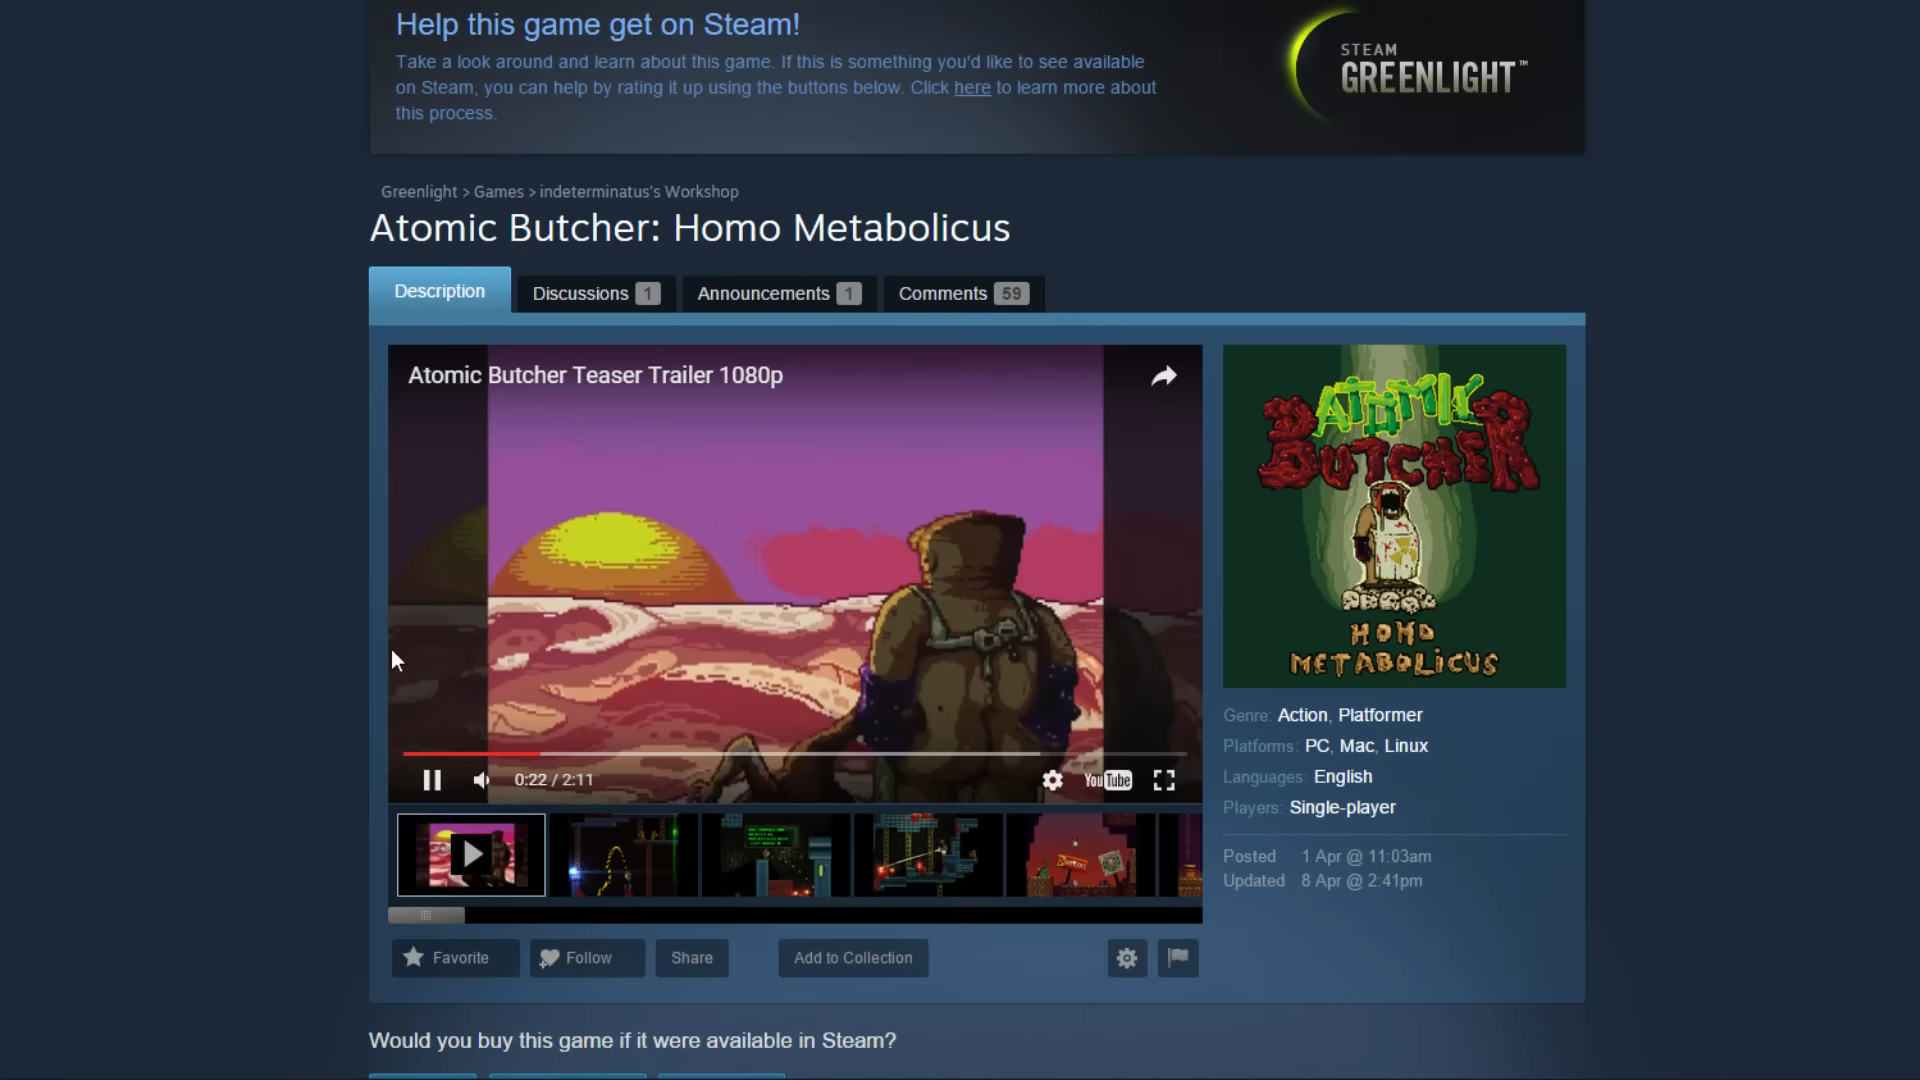 Help this game get on Steam!
Take a look around and learn about this game. If this is something you'd like to see available
on Steam, you can help by rating it up using the buttons below. Click here to learn more about
this process.
STEAM
GREENLIGHT™
Greenlight > Games > indeterminatus's Workshop
Atomic Butcher: Homo Metabolicus
Description
Discussions 1
Announcements 1
Comments 59
Atomic Butcher Teaser Trailer 1080p
0:22 / 2:11
YouTube
ATOMIK
BUTCHER
HOMO
METABOLICUS
Genre: Action, Platformer
Platforms: PC, Mac, Linux
Languages: English
Players: Single-player
Posted 1 Apr @ 11:03am
Updated 8 Apr @ 2:41pm
Favorite
Follow
Share
Add to Collection
Would you buy this game if it were available in Steam?